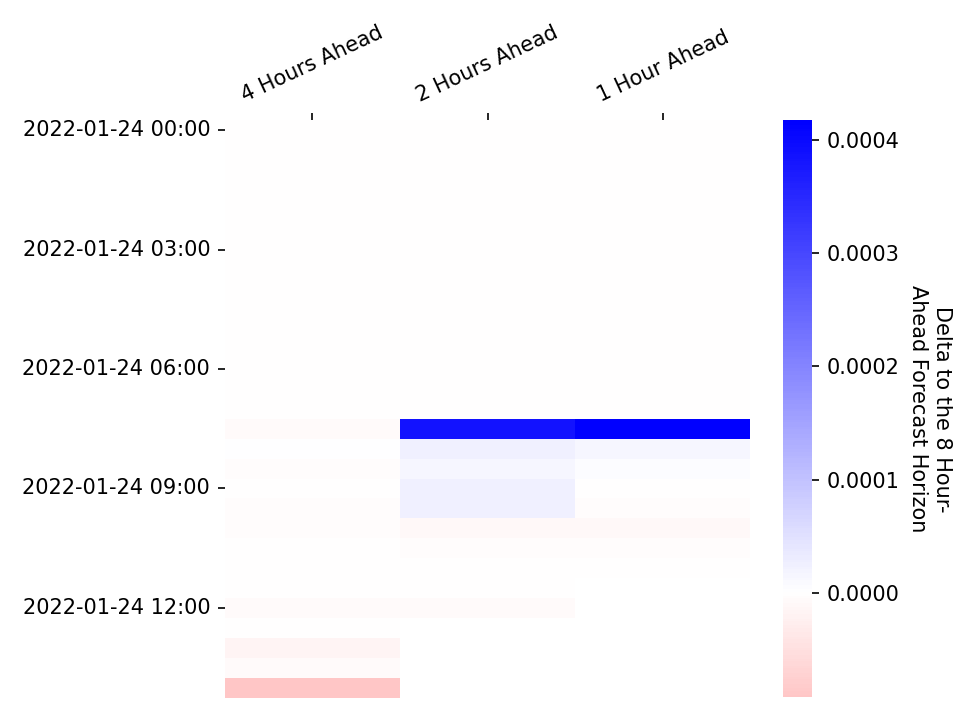 4 Hours Ahead
2 Hours Ahead
1 Hour Ahead
2022-01-24 00:00
2022-01-24 03:00
2022-01-24 06:00
2022-01-24 09:00
2022-01-24 12:00
0.0004
0.0003
0.0002
0.0001
0.0000
Delta to the 8 Hour-
Ahead Forecast Horizon